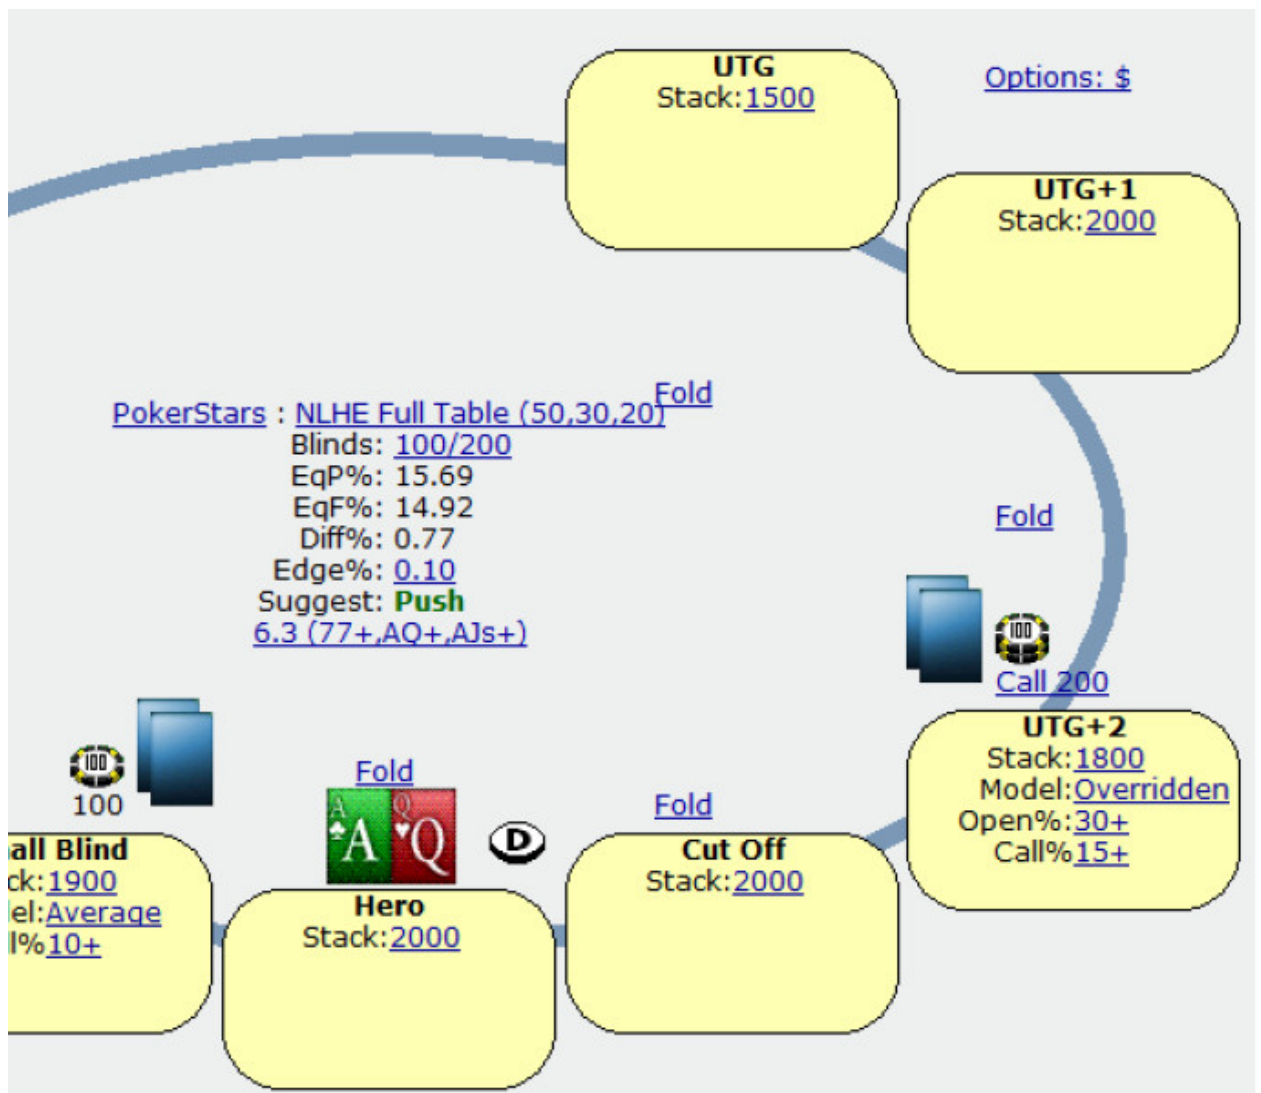 UTG
Stack:1500
Options: $
UTG+1
Stack:2000
Fold
PokerStars : NLHE Full Table (50,30,20)
Blinds: 100/200
EqP%: 15.69
EqF%: 14.92
Diff%: 0.77
Edge%: 0.10
Suggest: Push
6.3 (77+,AQ+,AJs+)
Fold
100
Call 200
UTG+2
Stack:1800
Model:Overridden
Open%:30+
Call%15+
100
100
Fold
A A
Q Q
D
Fold
all Blind
ck:1900
el:Average
l%10+
Hero
Stack:2000
Cut Off
Stack:2000